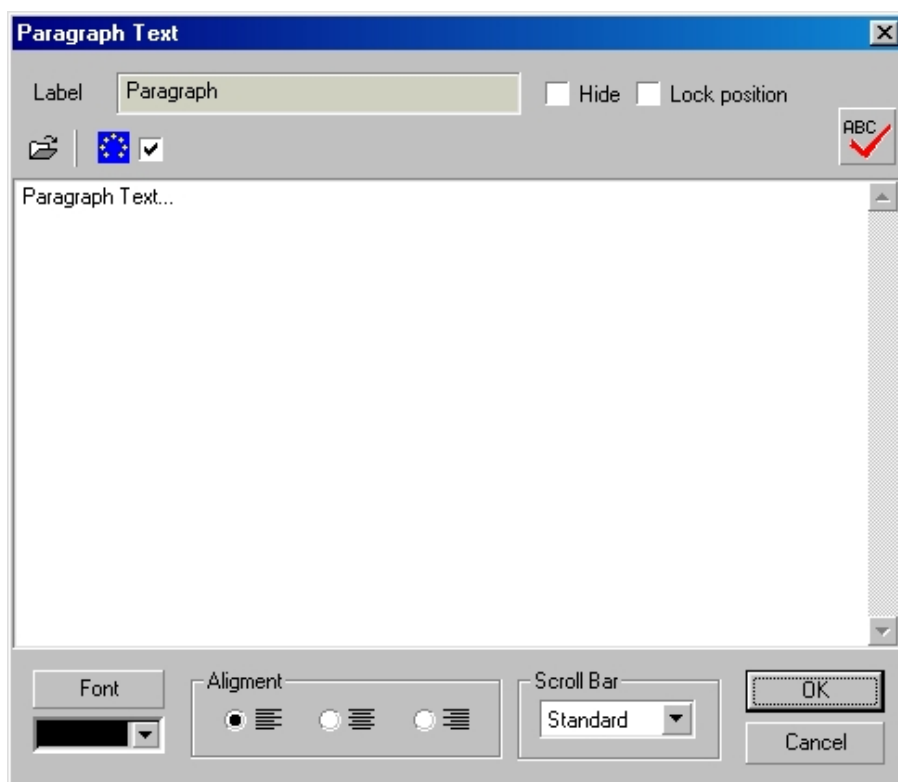 Paragraph Text
Label Paragraph Hide Lock position
ABC
Paragraph Text...
Font Aligment Scroll Bar OK
Standard Cancel